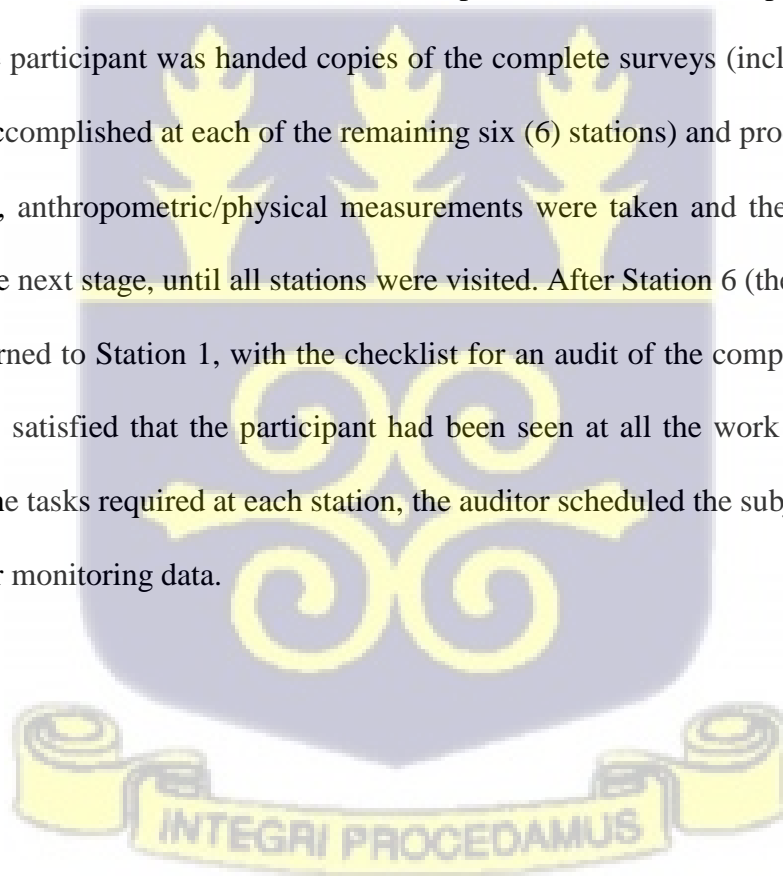 participant was handed copies of the complete surveys (incl
ccomplished at each of the remaining six (6) stations) and pro
, anthropometric/physical measurements were taken and the
e next stage, until all stations were visited. After Station 6 (the
rned to Station 1, with the checklist for an audit of the comp
satisfied that the participant had been seen at all the work
ne tasks required at each station, the auditor scheduled the sub
r monitoring data.
INTEGRI PROCEDAMUS